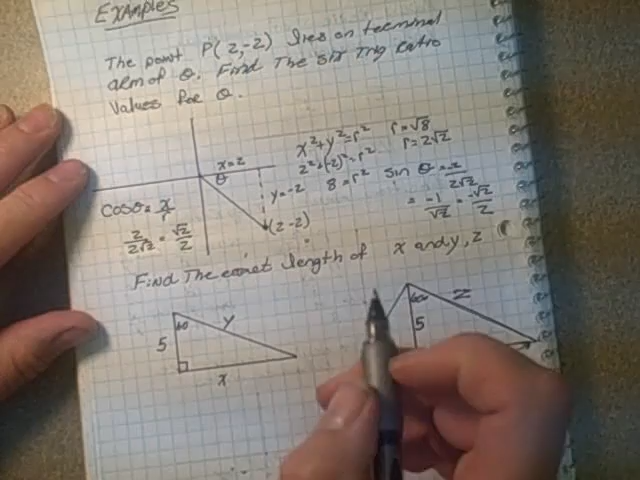 Examples
The point P(2,-2) lies on terminal
arm of θ. Find The six Trig Ratio
Values for θ.
x=2
θ
y=-2
(2 -2)
x²+y²=r²
2²+(-2)²=r²
8=r²
r=√8
r=2√2
sin θ = -2/2√2
= -1/√2 = -√2/2
cosθ = x/r
2/2√2 = √2/2
Find The exact length of x and y, z
60
y
5
x
60
z
5